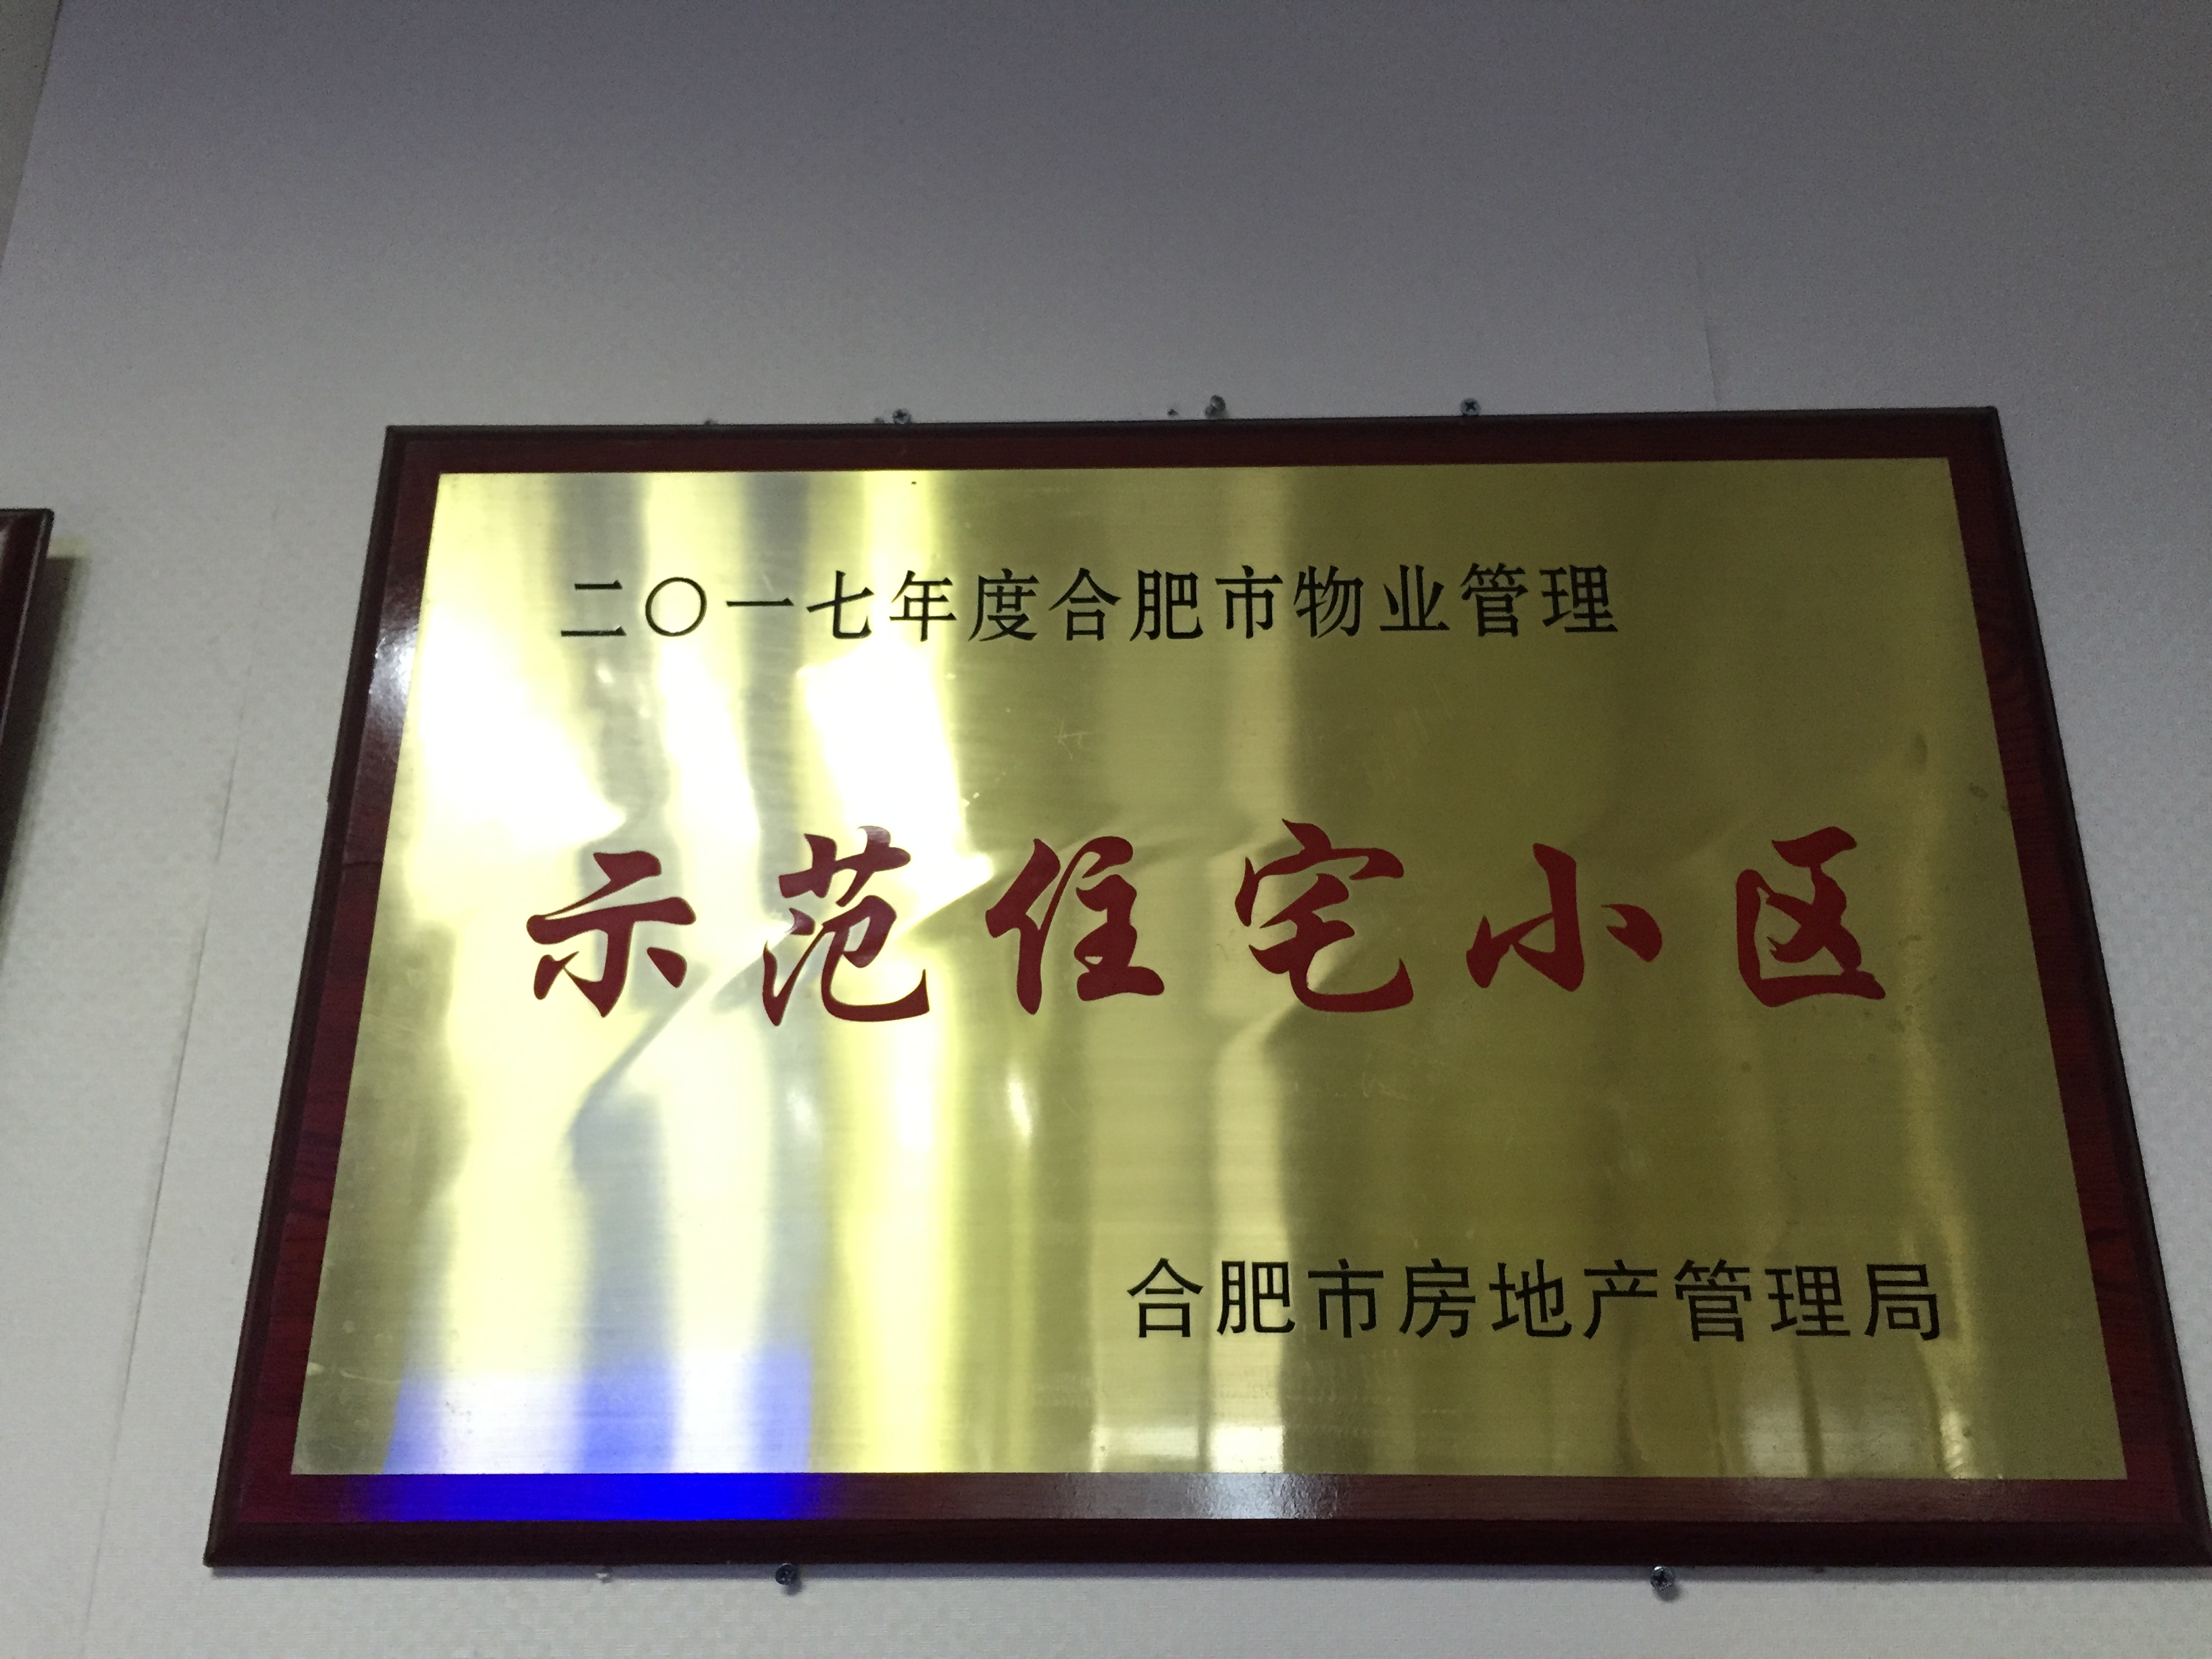 二〇一七年度合肥市物业管理
示范住宅小区
合肥市房地产管理局